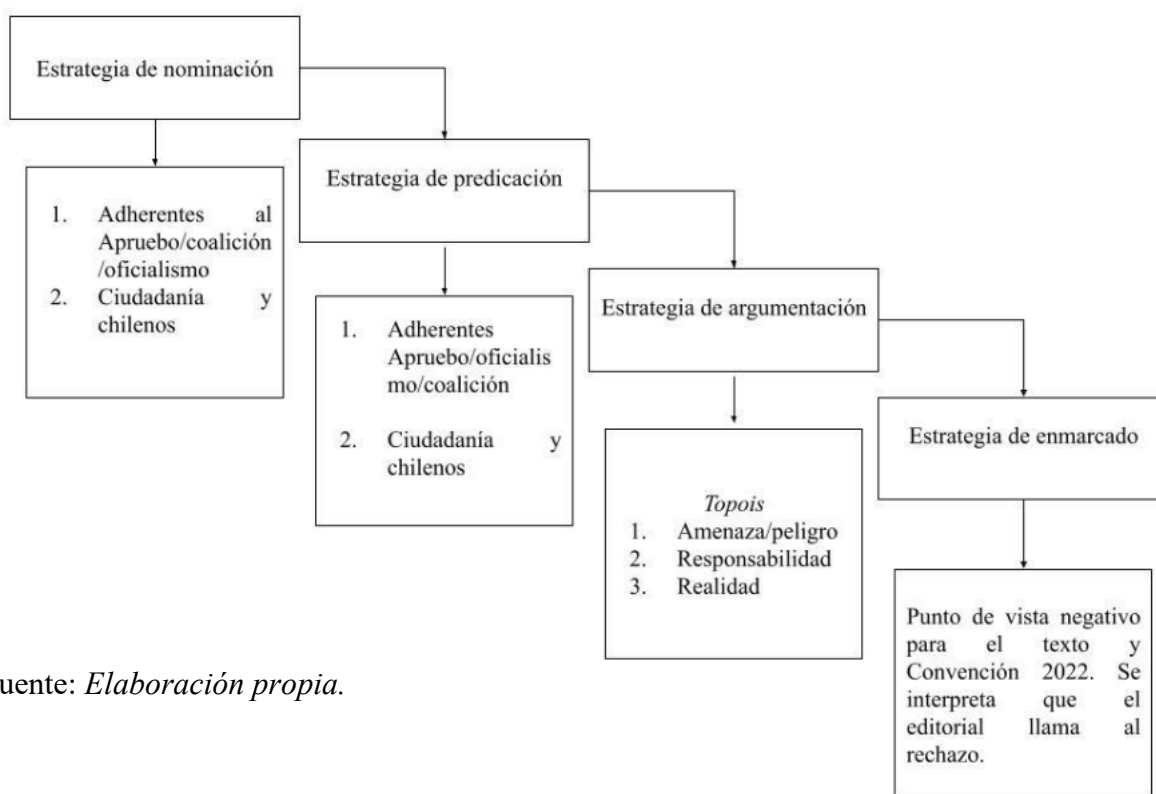 Estrategia de nominación
1. Adherentes al
Apruebo/coalición
/oficialismo
2. Ciudadanía y
chilenos
Estrategia de predicación
1. Adherentes
Apruebo/oficialis
mo/coalición
2. Ciudadanía y
chilenos
Estrategia de argumentación
Topois
1. Amenaza/peligro
2. Responsabilidad
3. Realidad
Estrategia de enmarcado
Punto de vista negativo
para el texto y
Convención 2022. Se
interpreta que el
editorial llama al
rechazo.
uente: Elaboración propia.